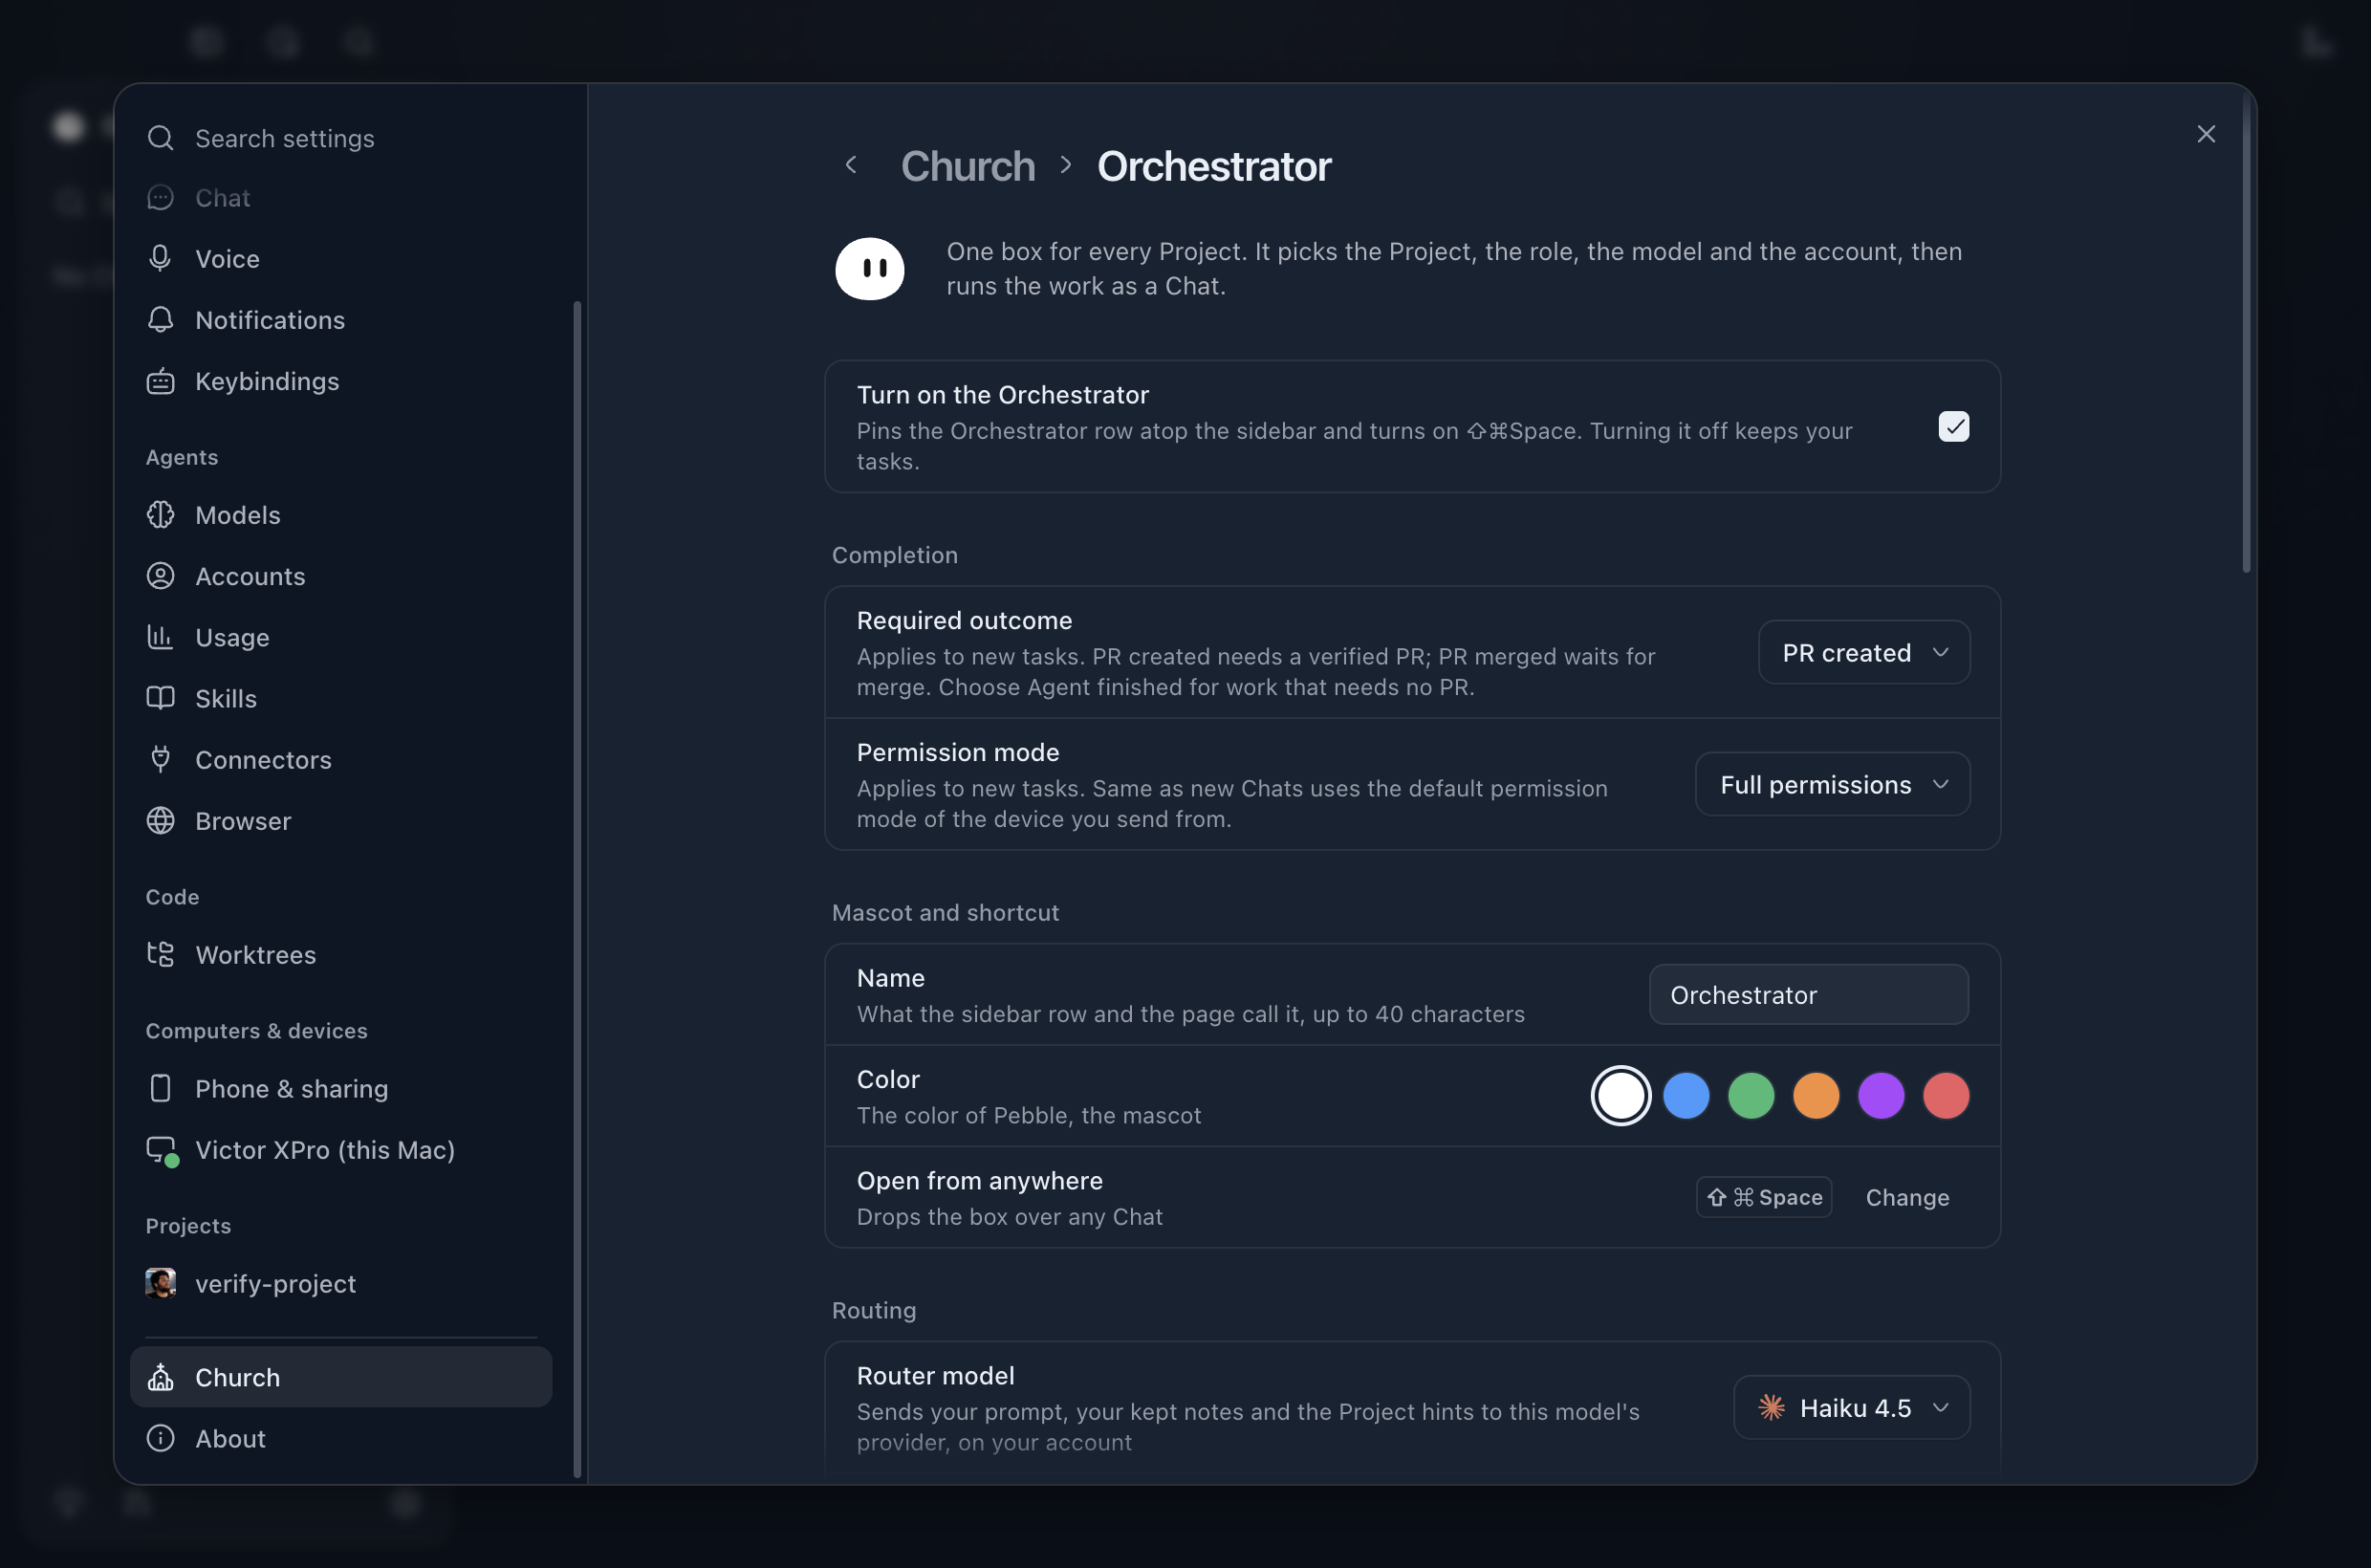 Search settings
Chat
Voice
Notifications
Keybindings
Agents
Models
Accounts
Usage
Skills
Connectors
Browser
Code
Worktrees
Computers & devices
Phone & sharing
Victor XPro (this Mac)
Projects
verify-project
Church
About
Church > Orchestrator
One box for every Project. It picks the Project, the role, the model and the account, then
runs the work as a Chat.
Turn on the Orchestrator
Pins the Orchestrator row atop the sidebar and turns on ⇧⌘Space. Turning it off keeps your
tasks.
Completion
Required outcome
Applies to new tasks. PR created needs a verified PR; PR merged waits for
merge. Choose Agent finished for work that needs no PR.
PR created
Permission mode
Applies to new tasks. Same as new Chats uses the default permission
mode of the device you send from.
Full permissions
Mascot and shortcut
Name
What the sidebar row and the page call it, up to 40 characters
Orchestrator
Color
The color of Pebble, the mascot
Open from anywhere
Drops the box over any Chat
⇧ ⌘ Space
Change
Routing
Router model
Sends your prompt, your kept notes and the Project hints to this model's
provider, on your account
Haiku 4.5